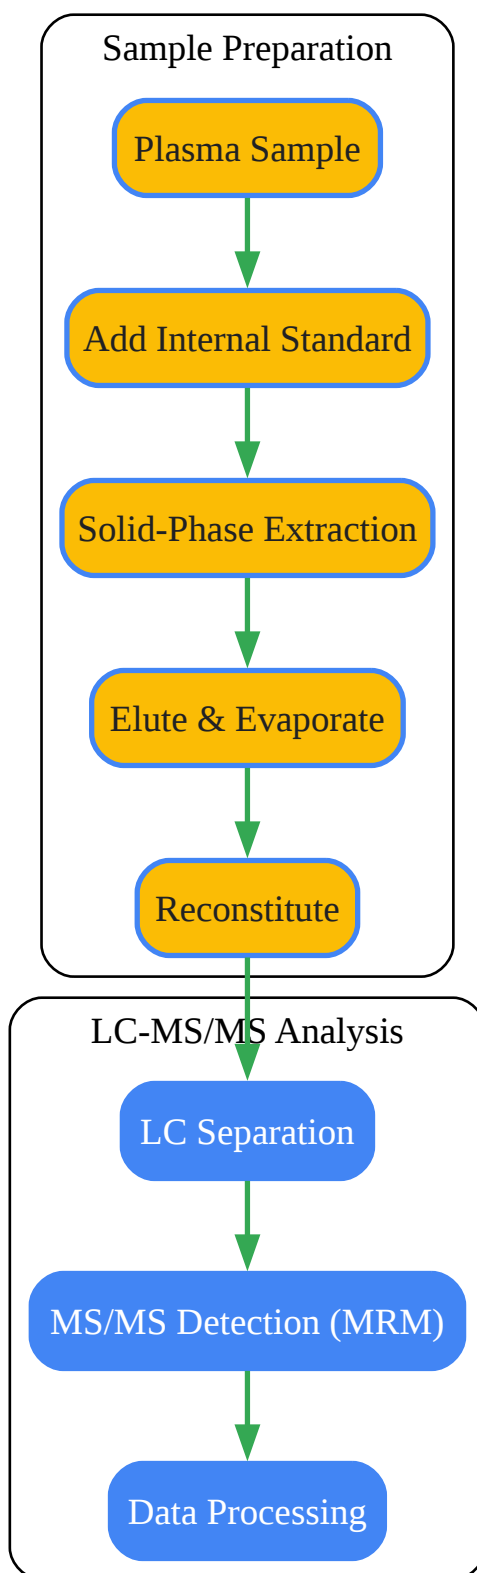 Sample Preparation
Plasma Sample
Add Internal Standard
Solid-Phase Extraction
Elute & Evaporate
Reconstitute
LC-MS/MS Analysis
LC Separation
MS/MS Detection (MRM)
Data Processing